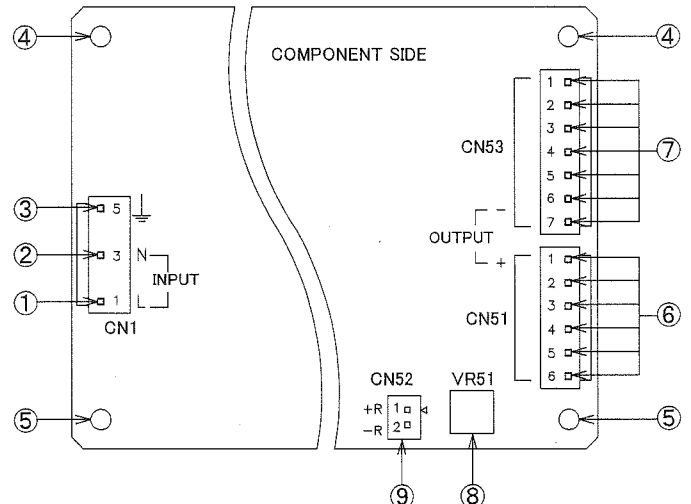 ④ ④
COMPONENT SIDE
1
2
CN53 3
4 ⑦
5
6
7
③ 5
② 3 N
INPUT
① 1 L
CN1
−
OUTPUT
+
1
2
CN51 3 ⑥
4
5
6
CN52 VR51
+R 1
−R 2
⑤ ⑤
⑨ ⑧